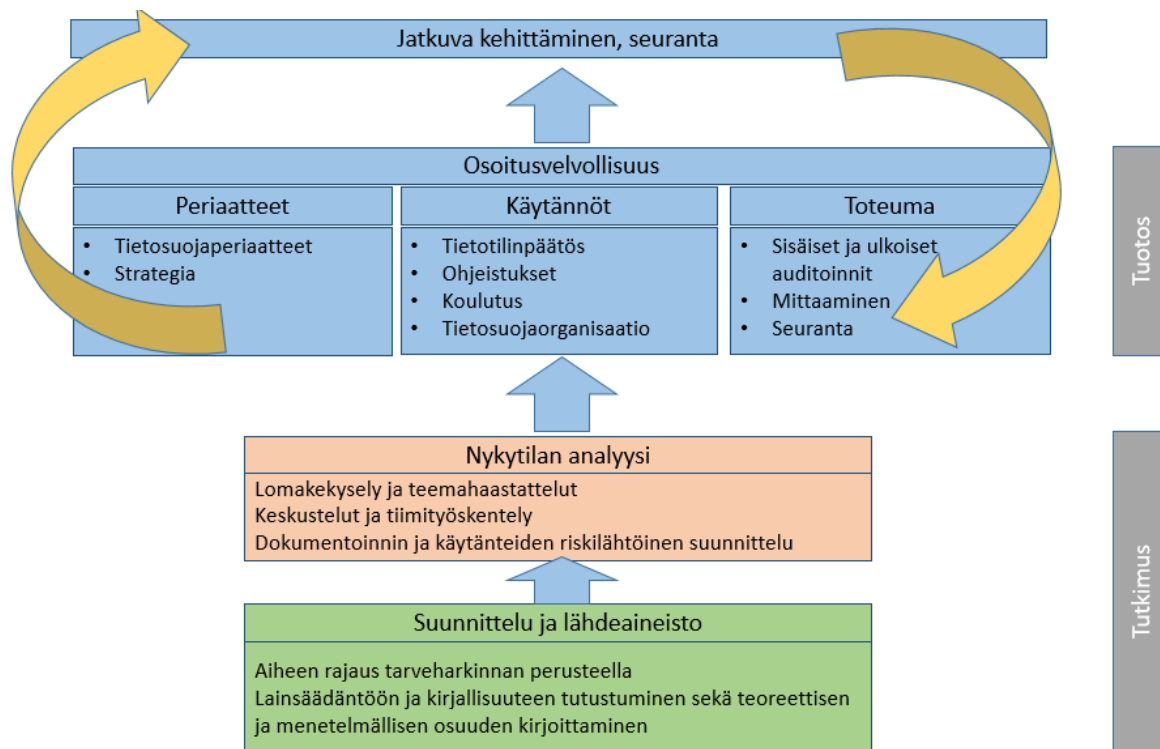 Jatkuva kehittäminen, seuranta
Osoitusvelvollisuus
Periaatteet
• Tietosuojaperiaatteet
• Strategia
Käytännöt
• Tietotilinpäätös
• Ohjeistukset
• Koulutus
• Tietosuojaorganisaatio
Toteuma
• Sisäiset ja ulkoiset
auditoinnit
• Mittaaminen
• Seuranta
Tuotos
Nykytilan analyysi
Lomakekysely ja teemahaastattelut
Keskustelut ja tiimityöskentely
Dokumentoinnin ja käytänteiden riskilähtöinen suunnittelu
Suunnittelu ja lähdeaineisto
Aiheen rajaus tarveharkinnan perusteella
Lainsäädäntöön ja kirjallisuuteen tutustuminen sekä teoreettisen
ja menetelmällisen osuuden kirjoittaminen
Tutkimus